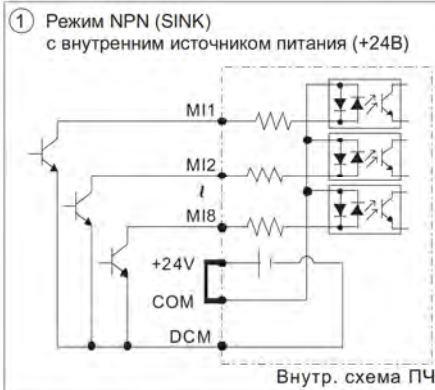 1 Режим NPN (SINK)
с внутренним источником питания (+24В)
MI1
MI2
~
MI8
+24V
COM
DCM
Внутр. схема ПЧ